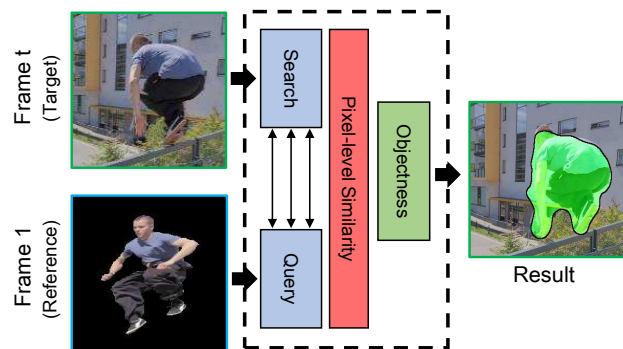 Frame t
(Target)
Search
Pixel-level Similarity
Objectness
Frame 1
(Reference)
Query
Result